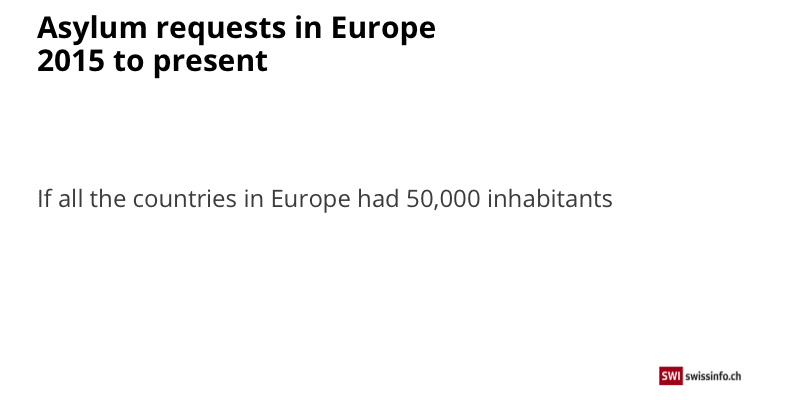 Asylum requests in Europe
2015 to present
If all the countries in Europe had 50,000 inhabitants
SWI swissinfo.ch